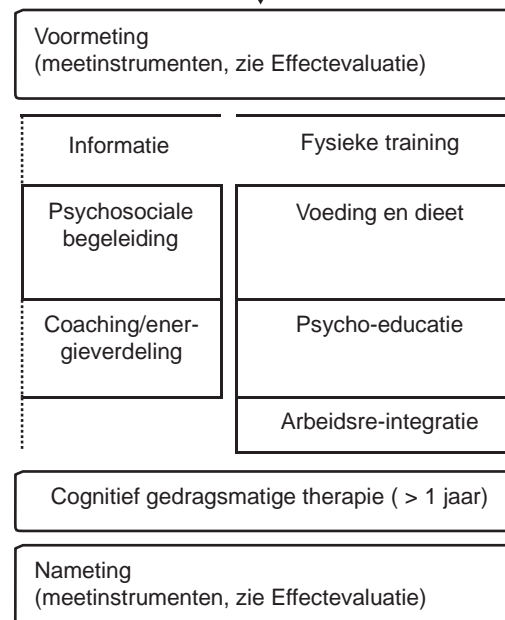 Voormeting
(meetinstrumenten, zie Effectevaluatie)
Informatie
Fysieke training
Psychosociale
begeleiding
Voeding en dieet
Coaching/ener-
gieverdeling
Psycho-educatie
Arbeidsre-integratie
Cognitief gedragsmatige therapie ( > 1 jaar)
Nameting
(meetinstrumenten, zie Effectevaluatie)